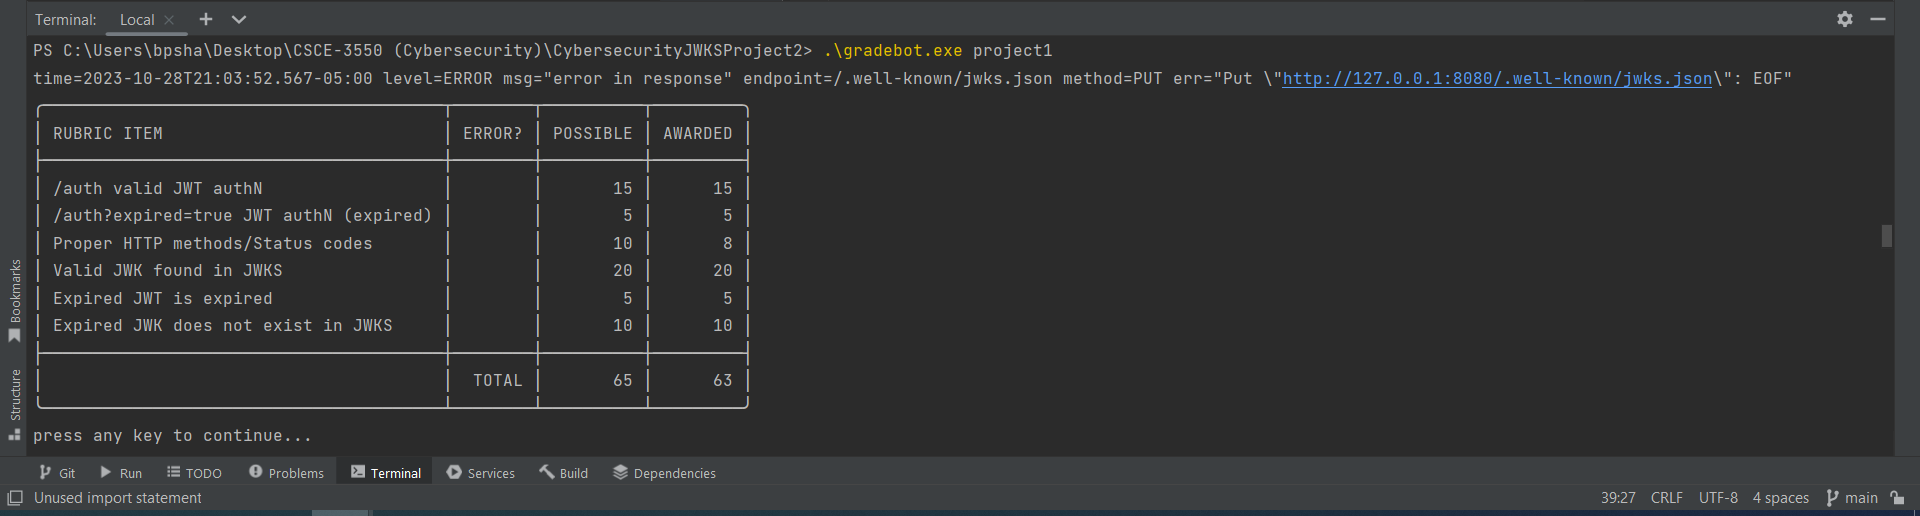 Terminal: Local
PS C:\Users\bpsha\Desktop\CSCE-3550 (Cybersecurity)\CybersecurityJWKSProject2> .\gradebot.exe project1
time=2023-10-28T21:03:52.567-05:00 level=ERROR msg="error in response" endpoint=/.well-known/jwks.json method=PUT err="Put \"http://127.0.0.1:8080/.well-known/jwks.json\": EOF"
RUBRIC ITEM ERROR? POSSIBLE AWARDED
/auth valid JWT authN 15 15
/auth?expired=true JWT authN (expired) 5 5
Proper HTTP methods/Status codes 10 8
Valid JWK found in JWKS 20 20
Expired JWT is expired 5 5
Expired JWK does not exist in JWKS 10 10
TOTAL 65 63
press any key to continue...
Bookmarks
Structure
Git Run TODO Problems Terminal Services Build Dependencies
Unused import statement 39:27 CRLF UTF-8 4 spaces main